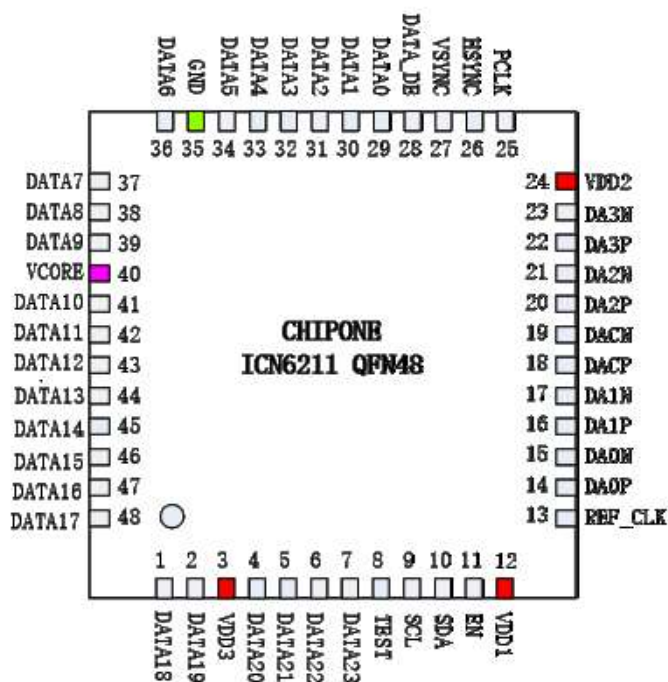 DATA6 GND DATA5 DATA4 DATA3 DATA2 DATA1 DATA0 DATA_DE VSYNC HSYNC PCLK
36 35 34 33 32 31 30 29 28 27 26 25
DATA7 37
DATA8 38
DATA9 39
VCORE 40
DATA10 41
DATA11 42
DATA12 43
DATA13 44
DATA14 45
DATA15 46
DATA16 47
DATA17 48
CHIPONE
ICN6211 QFN48
24 VDD2
23 DA3N
22 DA3P
21 DA2N
20 DA2P
19 DACN
18 DACP
17 DA1N
16 DA1P
15 DA0N
14 DA0P
13 REF_CLK
1 2 3 4 5 6 7 8 9 10 11 12
DATA18 DATA19 VDD3 DATA20 DATA21 DATA22 DATA23 TEST SCL SDA EN VDD1